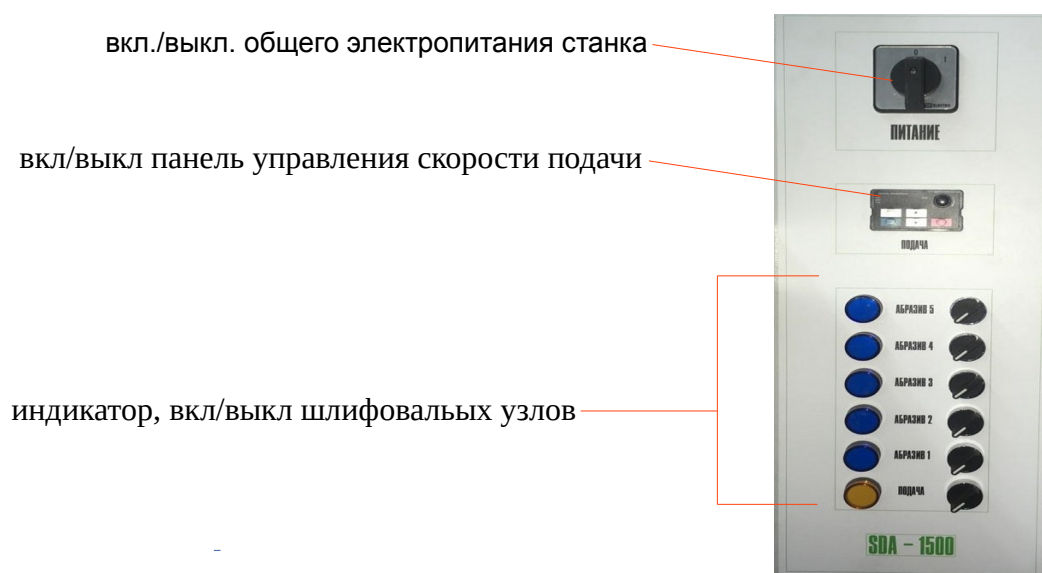 вкл./выкл. общего электропитания станка
0 I
ПИТАНИЕ
вкл/выкл панель управления скорости подачи
ПОДАЧА
АБРАЗИВ 5
АБРАЗИВ 4
АБРАЗИВ 3
индикатор, вкл/выкл шлифовальых узлов
АБРАЗИВ 2
АБРАЗИВ 1
ПОДАЧА
SDA - 1500